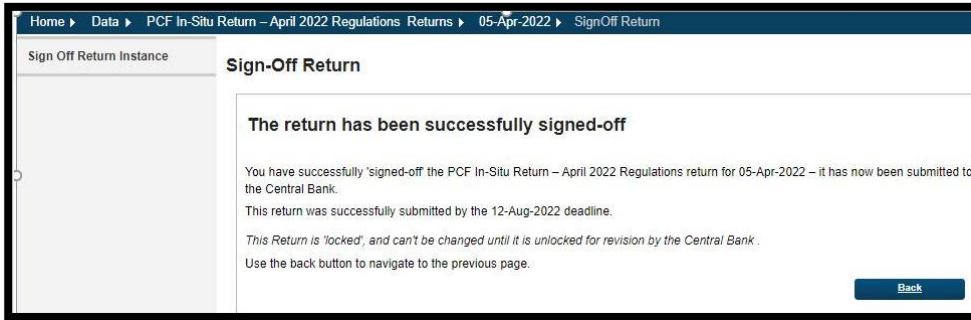 Home ▸ Data ▸ PCF In-Situ Return – April 2022 Regulations Returns ▸ 05-Apr-2022 ▸ SignOff Return
Sign Off Return Instance
Sign-Off Return
The return has been successfully signed-off
You have successfully 'signed-off' the PCF In-Situ Return – April 2022 Regulations return for 05-Apr-2022 – it has now been submitted to
the Central Bank.
This return was successfully submitted by the 12-Aug-2022 deadline.
This Return is 'locked', and can't be changed until it is unlocked for revision by the Central Bank .
Use the back button to navigate to the previous page.
Back